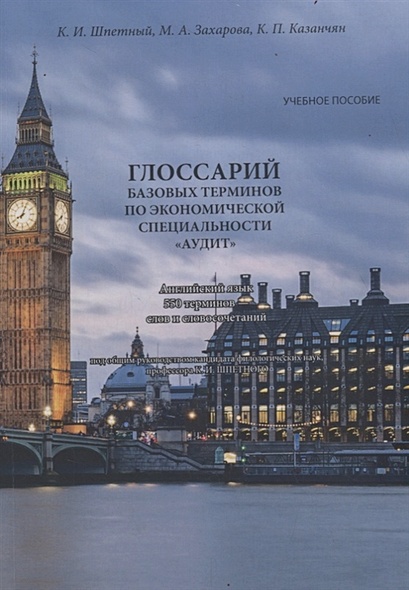 К. И. Шпетный, М. А. Захарова, К. П. Казанчян
УЧЕБНОЕ ПОСОБИЕ
ГЛОССАРИЙ
БАЗОВЫХ ТЕРМИНОВ
ПО ЭКОНОМИЧЕСКОЙ
СПЕЦИАЛЬНОСТИ
«АУДИТ»
Английский язык
550 терминов
слов и словосочетаний
под общим руководством кандидата филологических наук,
профессора К. И. ШПЕТНОГО